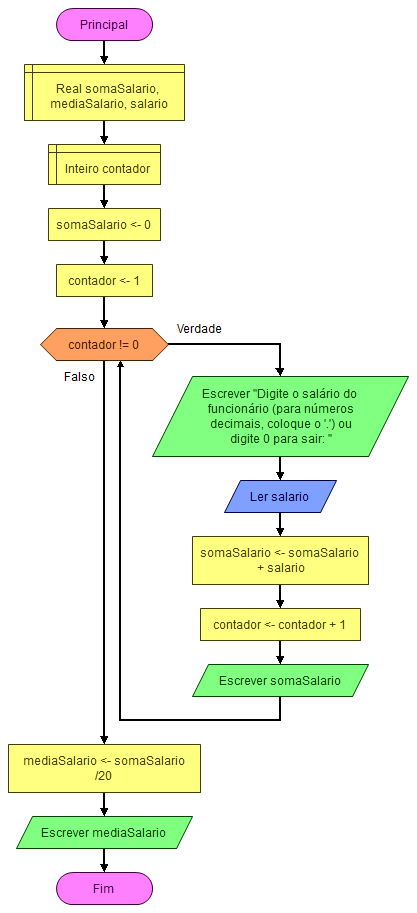 Principal
Real somaSalario,
mediaSalario, salario
Inteiro contador
somaSalario <- 0
contador <- 1
contador != 0
Verdade
Falso
Escrever "Digite o salário do
funcionário (para números
decimais, coloque o '.') ou
digite 0 para sair: "
Ler salario
somaSalario <- somaSalario
+ salario
contador <- contador + 1
Escrever somaSalario
mediaSalario <- somaSalario
/20
Escrever mediaSalario
Fim